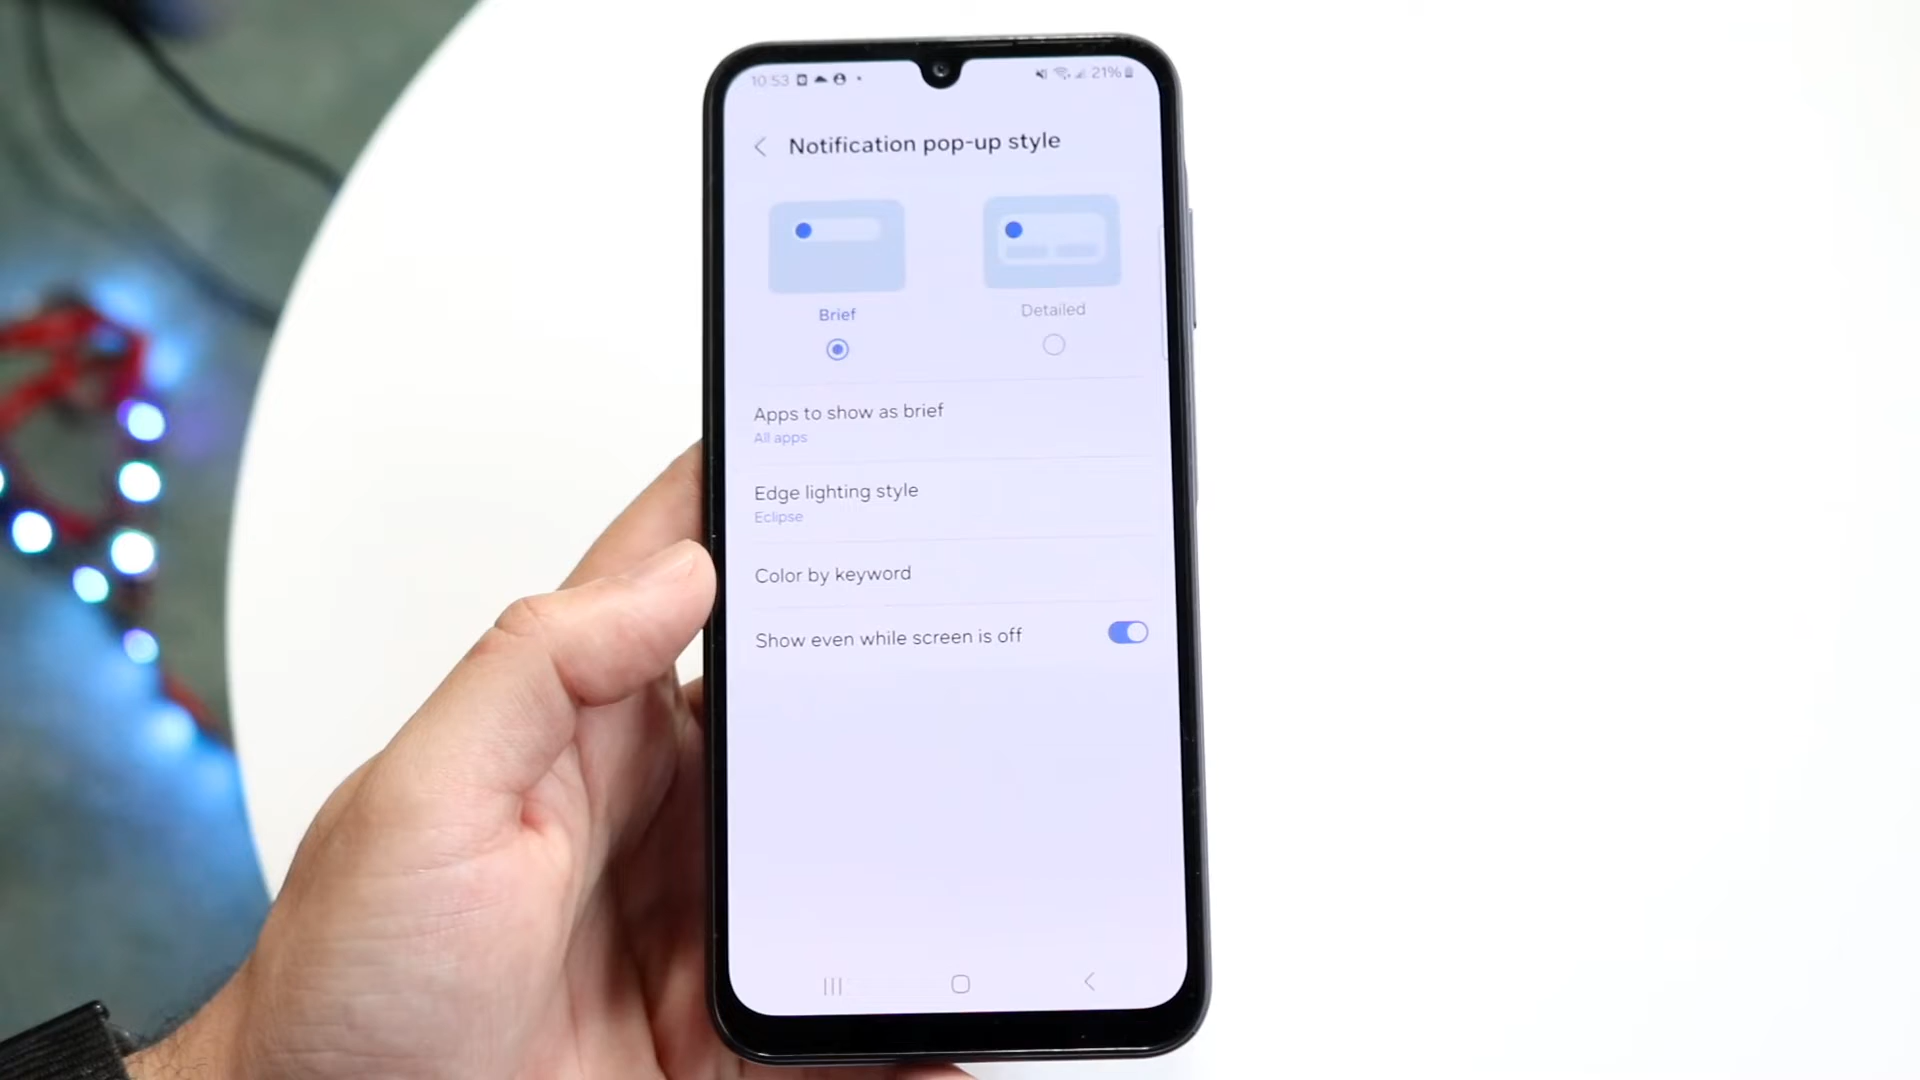 10:53 21%
Notification pop-up style
Brief
Detailed
Apps to show as brief
All apps
Edge lighting style
Eclipse
Color by keyword
Show even while screen is off